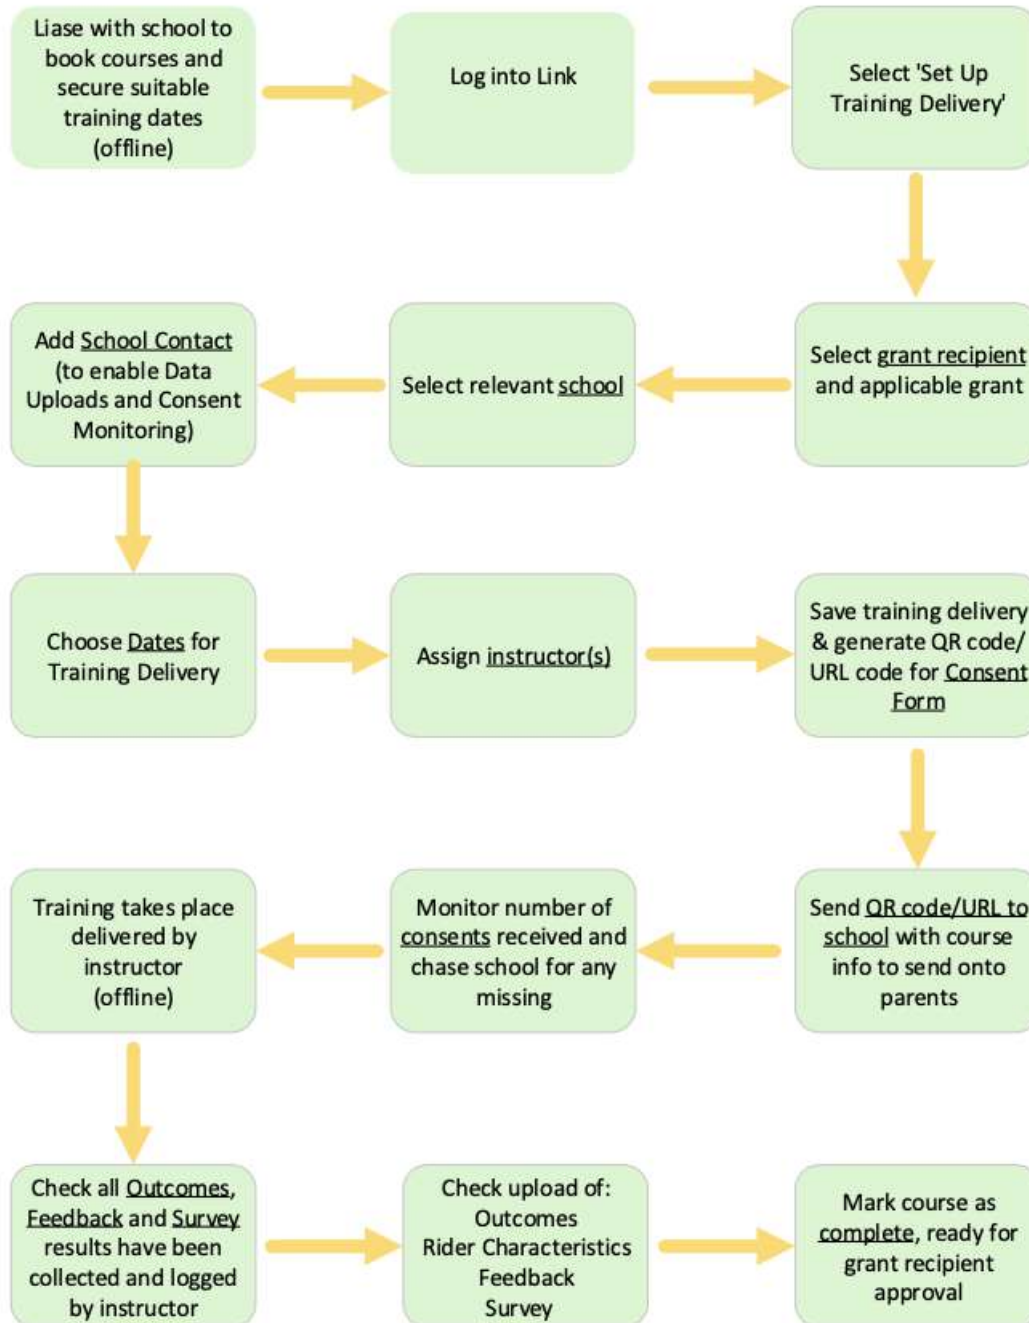 Liase with school to
book courses and
secure suitable
training dates
(offline)
Log into Link
Select 'Set Up
Training Delivery'
Select grant recipient
and applicable grant
Select relevant school
Add School Contact
(to enable Data
Uploads and Consent
Monitoring)
Choose Dates for
Training Delivery
Assign instructor(s)
Save training delivery
& generate QR code/
URL code for Consent
Form
Send QR code/URL to
school with course
info to send onto
parents
Monitor number of
consents received and
chase school for any
missing
Training takes place
delivered by
instructor
(offline)
Check all Outcomes,
Feedback and Survey
results have been
collected and logged
by instructor
Check upload of:
Outcomes
Rider Characteristics
Feedback
Survey
Mark course as
complete, ready for
grant recipient
approval